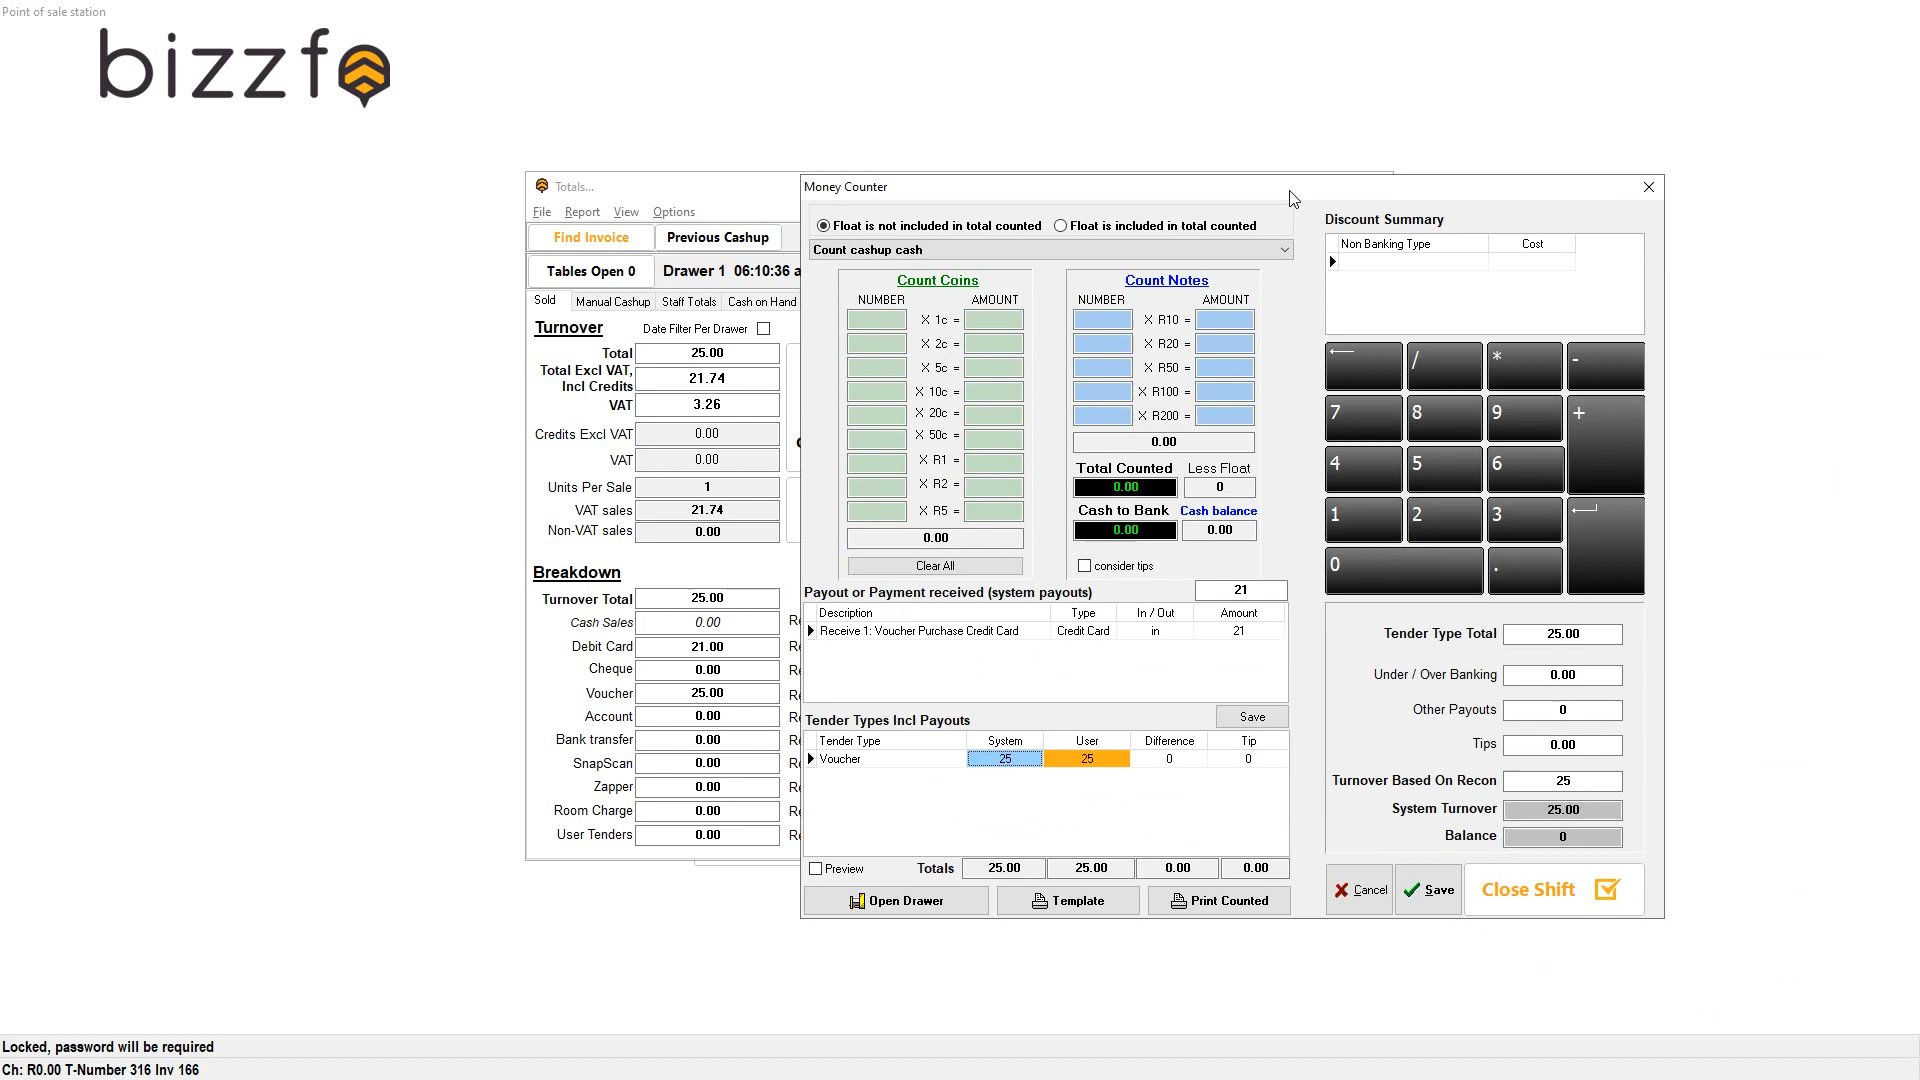 Point of sale station
bizzfo
Totals...
File Report View Options
Find Invoice Previous Cashup
Tables Open 0 Drawer 1 06:10:36 a
Sold Manual Cashup Staff Totals Cash on Hand
Turnover Date Filter Per Drawer
Total 25.00
Total Excl VAT,
Incl Credits 21.74
VAT 3.26
Credits Excl VAT 0.00
VAT 0.00
Units Per Sale 1
VAT sales 21.74
Non-VAT sales 0.00
Breakdown
Turnover Total 25.00
Cash Sales 0.00
Debit Card 21.00
Cheque 0.00
Voucher 25.00
Account 0.00
Bank transfer 0.00
SnapScan 0.00
Zapper 0.00
Room Charge 0.00
User Tenders 0.00
Money Counter
Float is not included in total counted Float is included in total counted
Count cashup cash
Count Coins
NUMBER AMOUNT
X 1c =
X 2c =
X 5c =
X 10c =
X 20c =
X 50c =
X R1 =
X R2 =
X R5 =
0.00
Clear All
Count Notes
NUMBER AMOUNT
X R10 =
X R20 =
X R50 =
X R100 =
X R200 =
0.00
Total Counted Less Float
0.00 0
Cash to Bank Cash balance
0.00 0.00
consider tips
Payout or Payment received (system payouts) 21
Description Type In / Out Amount
Receive 1: Voucher Purchase Credit Card Credit Card in 21
Tender Types Incl Payouts Save
Tender Type System User Difference Tip
Voucher 25 25 0 0
Preview Totals 25.00 25.00 0.00 0.00
Open Drawer Template Print Counted
Discount Summary
Non Banking Type Cost
/ * -
7 8 9 +
4 5 6
1 2 3
0 .
Tender Type Total 25.00
Under / Over Banking 0.00
Other Payouts 0
Tips 0.00
Turnover Based On Recon 25
System Turnover 25.00
Balance 0
Cancel Save Close Shift
Locked, password will be required
Ch: R0.00 T-Number 316 Inv 166